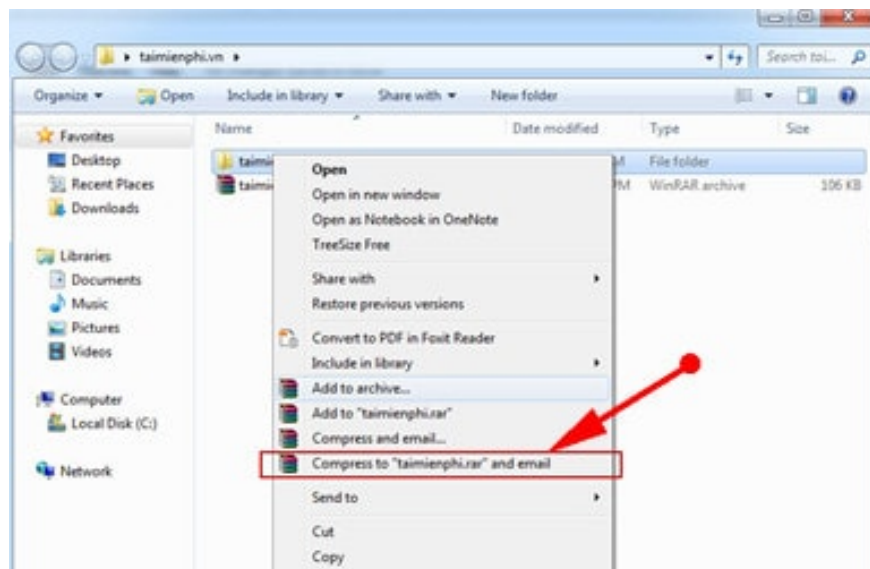 taimienphi.vn
Search tai...
Organize
Open
Include in library
Share with
New folder
Name
Date modified
Type
Size
Favorites
Desktop
Recent Places
Downloads
Libraries
Documents
Music
Pictures
Videos
Computer
Local Disk (C:)
Network
taimi
M
File folder
taimi
PM
WinRAR archive
106 KB
Open
Open in new window
Open as Notebook in OneNote
TreeSize Free
Share with
Restore previous versions
Convert to PDF in Foxit Reader
Include in library
Add to archive...
Add to "taimienphi.rar"
Compress and email...
Compress to "taimienphi.rar" and email
Send to
Cut
Copy